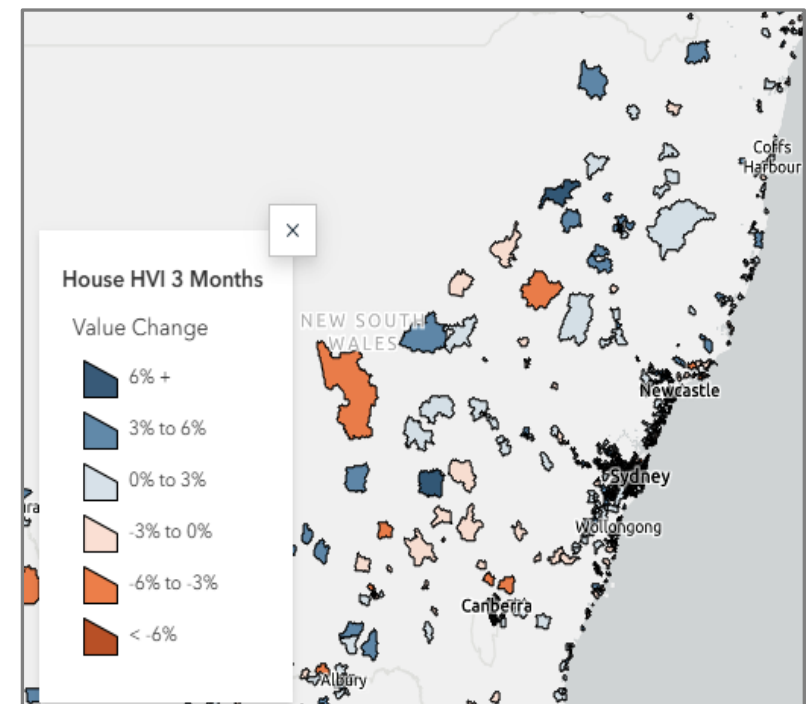 Coffs
Harbour
×
House HVI 3 Months
Value Change
6% +
3% to 6%
0% to 3%
-3% to 0%
-6% to -3%
< -6%
NEW SOUTH
WALES
Newcastle
Sydney
Wollongong
Canberra
Albury